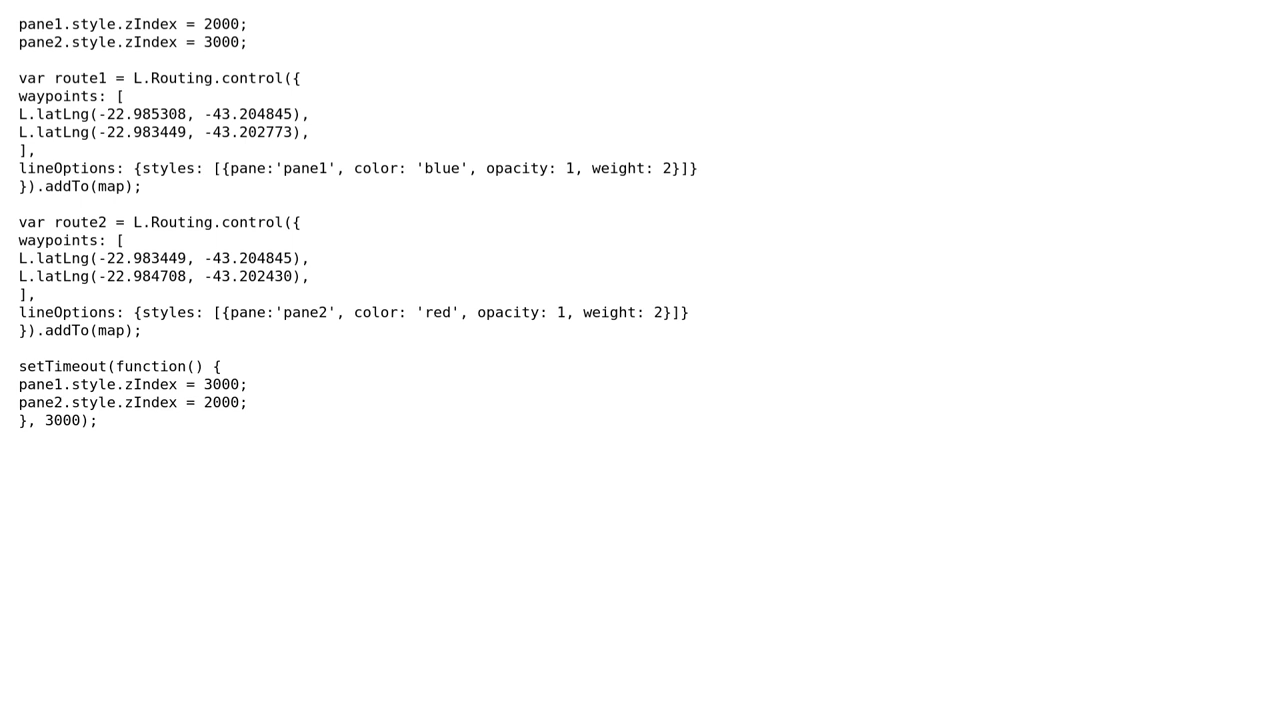 pane1.style.zIndex = 2000;
pane2.style.zIndex = 3000;

var route1 = L.Routing.control({
waypoints: [
L.latLng(-22.985308, -43.204845),
L.latLng(-22.983449, -43.202773),
],
lineOptions: {styles: [{pane:'pane1', color: 'blue', opacity: 1, weight: 2}]}
}).addTo(map);

var route2 = L.Routing.control({
waypoints: [
L.latLng(-22.983449, -43.204845),
L.latLng(-22.984708, -43.202430),
],
lineOptions: {styles: [{pane:'pane2', color: 'red', opacity: 1, weight: 2}]}
}).addTo(map);

setTimeout(function() {
pane1.style.zIndex = 3000;
pane2.style.zIndex = 2000;
}, 3000);